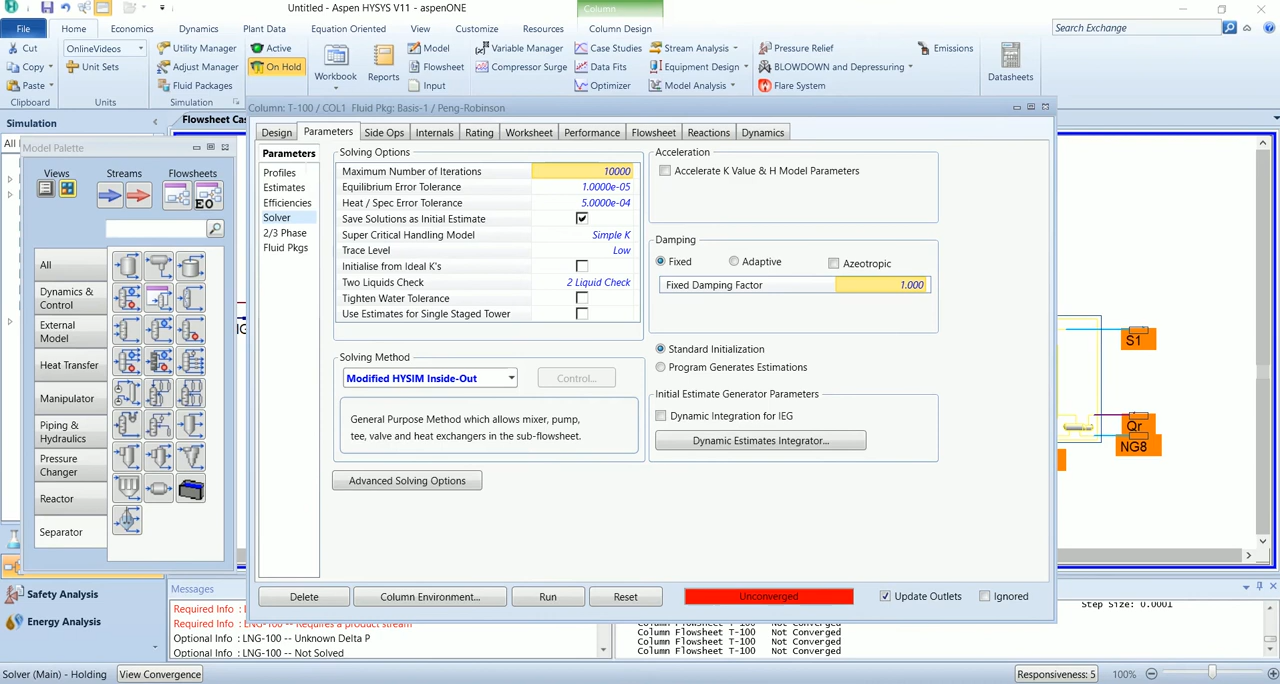 Untitled - Aspen HYSYS V11 - aspenONE
Column
File
Home
Economics
Dynamics
Plant Data
Equation Oriented
View
Customize
Resources
Column Design
Search Exchange
Cut
Copy
Paste
Clipboard
OnlineVideos
Unit Sets
Units
Utility Manager
Adjust Manager
Fluid Packages
Simulation
Active
On Hold
Workbook
Reports
Model
Flowsheet
Input
Summaries
Variable Manager
Compressor Surge
Case Studies
Data Fits
Optimizer
Stream Analysis
Equipment Design
Model Analysis
Pressure Relief
BLOWDOWN and Depressuring
Flare System
Emissions
Datasheets
Simulation
Flowsheet Cas
All
Model Palette
Views
Streams
Flowsheets
EO
All
Dynamics &
Control
External
Model
Heat Transfer
Manipulator
Piping &
Hydraulics
Pressure
Changer
Reactor
Separator
Safety Analysis
Energy Analysis
Column: T-100 / COL1 Fluid Pkg: Basis-1 / Peng-Robinson
Design
Parameters
Side Ops
Internals
Rating
Worksheet
Performance
Flowsheet
Reactions
Dynamics
Parameters
Profiles
Estimates
Efficiencies
Solver
2/3 Phase
Fluid Pkgs
Solving Options
Maximum Number of Iterations 10000
Equilibrium Error Tolerance 1.0000e-05
Heat / Spec Error Tolerance 5.0000e-04
Save Solutions as Initial Estimate
Super Critical Handling Model Simple K
Trace Level Low
Initialise from Ideal K's
Two Liquids Check 2 Liquid Check
Tighten Water Tolerance
Use Estimates for Single Staged Tower
Solving Method
Modified HYSIM Inside-Out
Control...
General Purpose Method which allows mixer, pump,
tee, valve and heat exchangers in the sub-flowsheet.
Advanced Solving Options
Acceleration
Accelerate K Value & H Model Parameters
Damping
Fixed
Adaptive
Azeotropic
Fixed Damping Factor 1.000
Standard Initialization
Program Generates Estimations
Initial Estimate Generator Parameters
Dynamic Integration for IEG
Dynamic Estimates Integrator...
Delete
Column Environment...
Run
Reset
Unconverged
Update Outlets
Ignored
S1
Qr
NG8
Messages
Required Info : LNG-100 -- Requires a product stream
Optional Info : LNG-100 -- Unknown Delta P
Optional Info : LNG-100 -- Not Solved
Step Size: 0.0001
Column Flowsheet T-100 Not Converged
Column Flowsheet T-100 Not Converged
Column Flowsheet T-100 Not Converged
Solver (Main) - Holding
View Convergence
Responsiveness: 5
100%